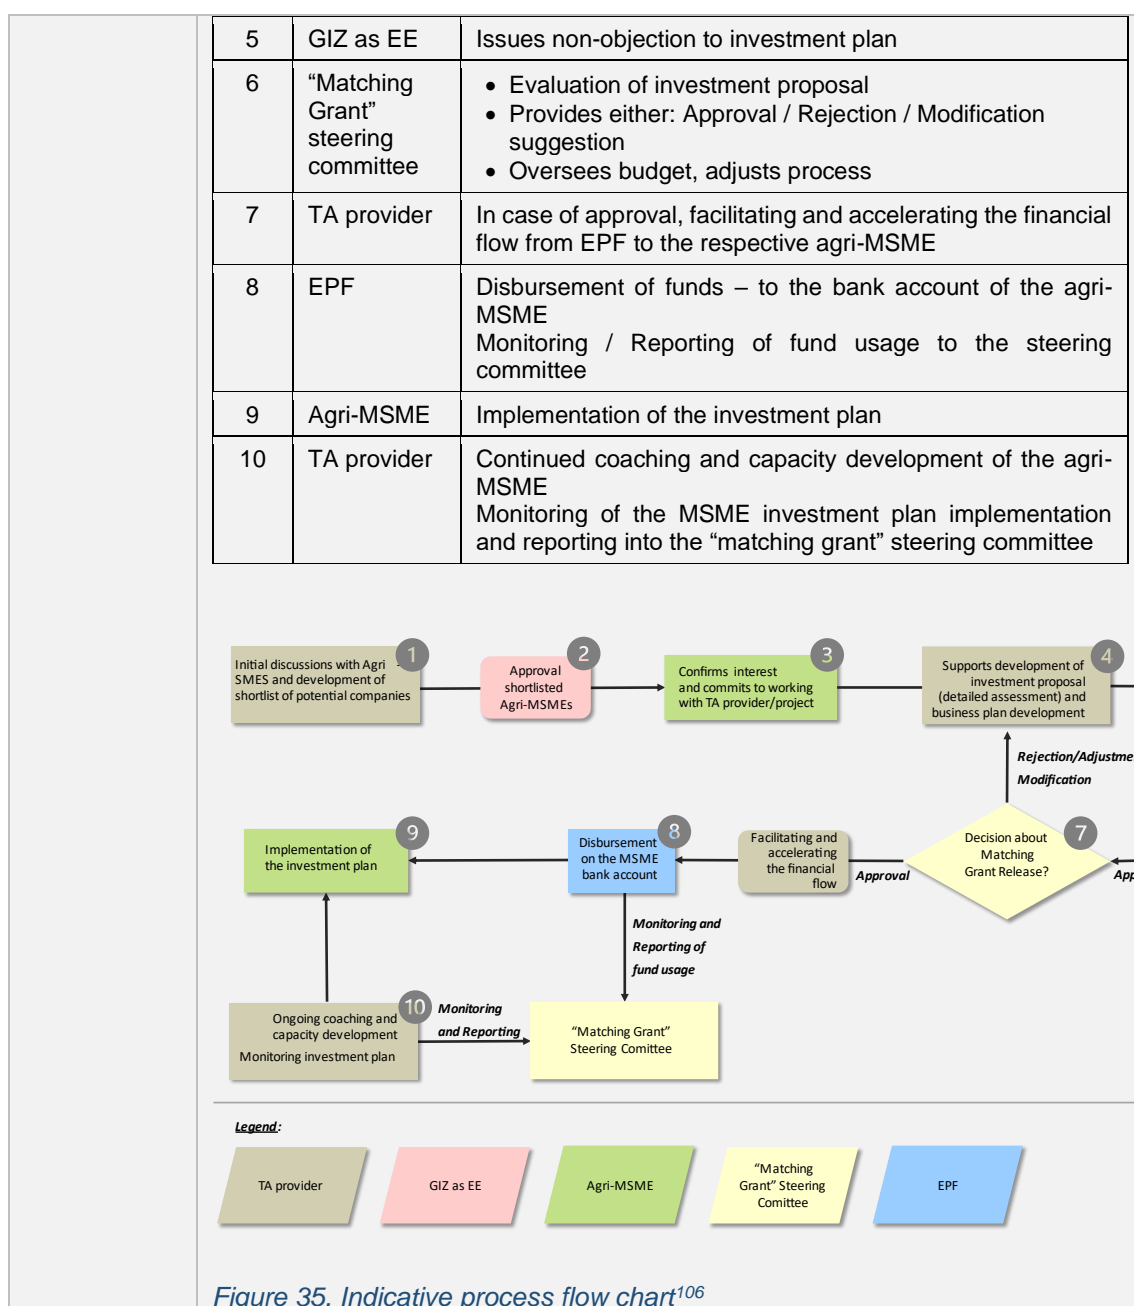 5 GIZ as EE Issues non-objection to investment plan
6 “Matching Grant” steering committee
• Evaluation of investment proposal
• Provides either: Approval / Rejection / Modification
suggestion
• Oversees budget, adjusts process
7 TA provider In case of approval, facilitating and accelerating the financial
flow from EPF to the respective agri-MSME
8 EPF Disbursement of funds – to the bank account of the agri-
MSME
Monitoring / Reporting of fund usage to the steering
committee
9 Agri-MSME Implementation of the investment plan
10 TA provider Continued coaching and capacity development of the agri-
MSME
Monitoring of the MSME investment plan implementation
and reporting into the “matching grant” steering committee
1
Initial discussions with Agri -
SMES and development of
shortlist of potential companies
2
Approval
shortlisted
Agri-MSMEs
3
Confirms interest
and commits to working
with TA provider/project
4
Supports development of
investment proposal
(detailed assessment) and
business plan development
Rejection/Adjustme
Modification
9
Implementation of
the investment plan
8
Disbursement
on the MSME
bank account
Facilitating and
accelerating
the financial
flow
Approval
7
Decision about
Matching
Grant Release?
App
Monitoring and
Reporting of
fund usage
10
Ongoing coaching and
capacity development
Monitoring investment plan
Monitoring
and Reporting
“Matching Grant”
Steering Comittee
Legend:
TA provider
GIZ as EE
Agri-MSME
“Matching
Grant” Steering
Comittee
EPF
Figure 35. Indicative process flow chart106